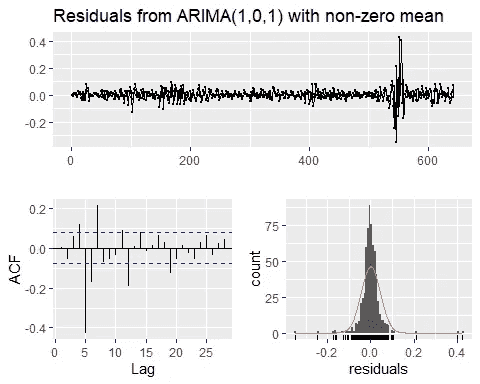 Residuals from ARIMA(1,0,1) with non-zero mean
0.4
0.2
0.0
-0.2
0 200 400 600
0.2
0.0
-0.2
-0.4
ACF
0 5 10 15 20 25
Lag
75
50
25
0
count
-0.2 0.0 0.2 0.4
residuals